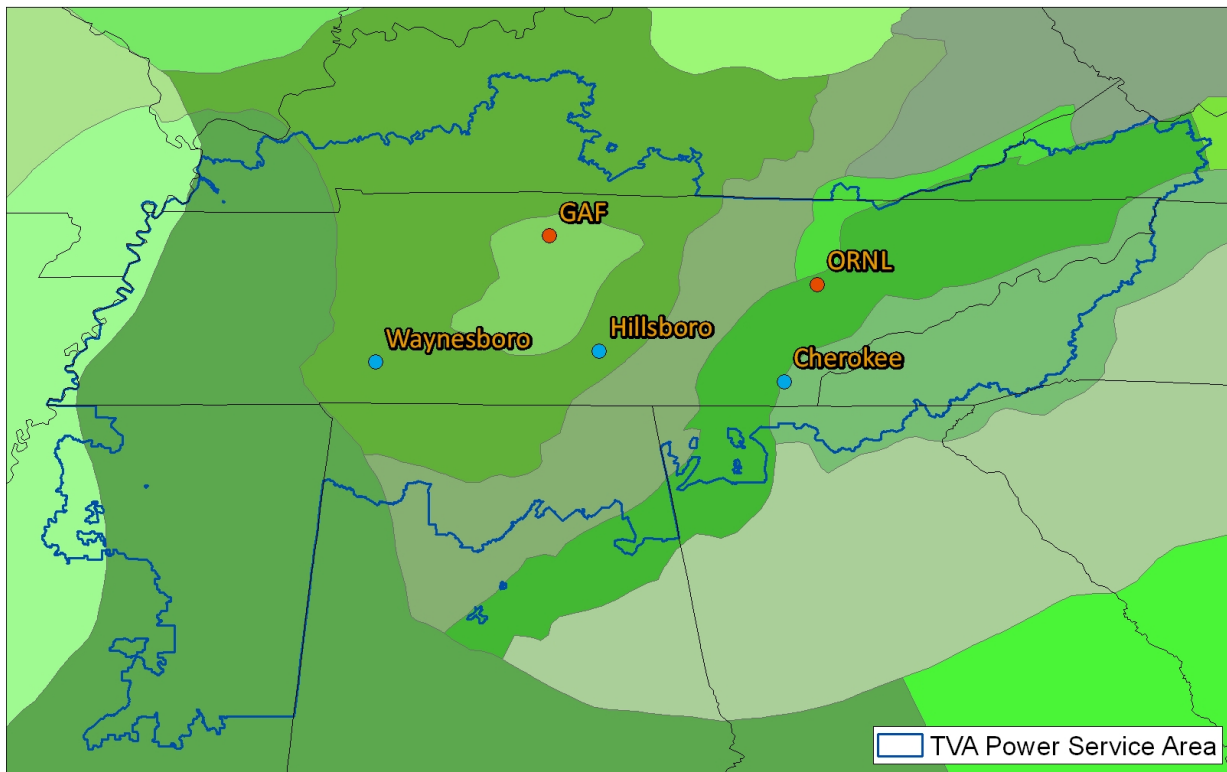 GAF
ORNL
Hillsboro
Waynesboro
Cherokee
TVA Power Service Area